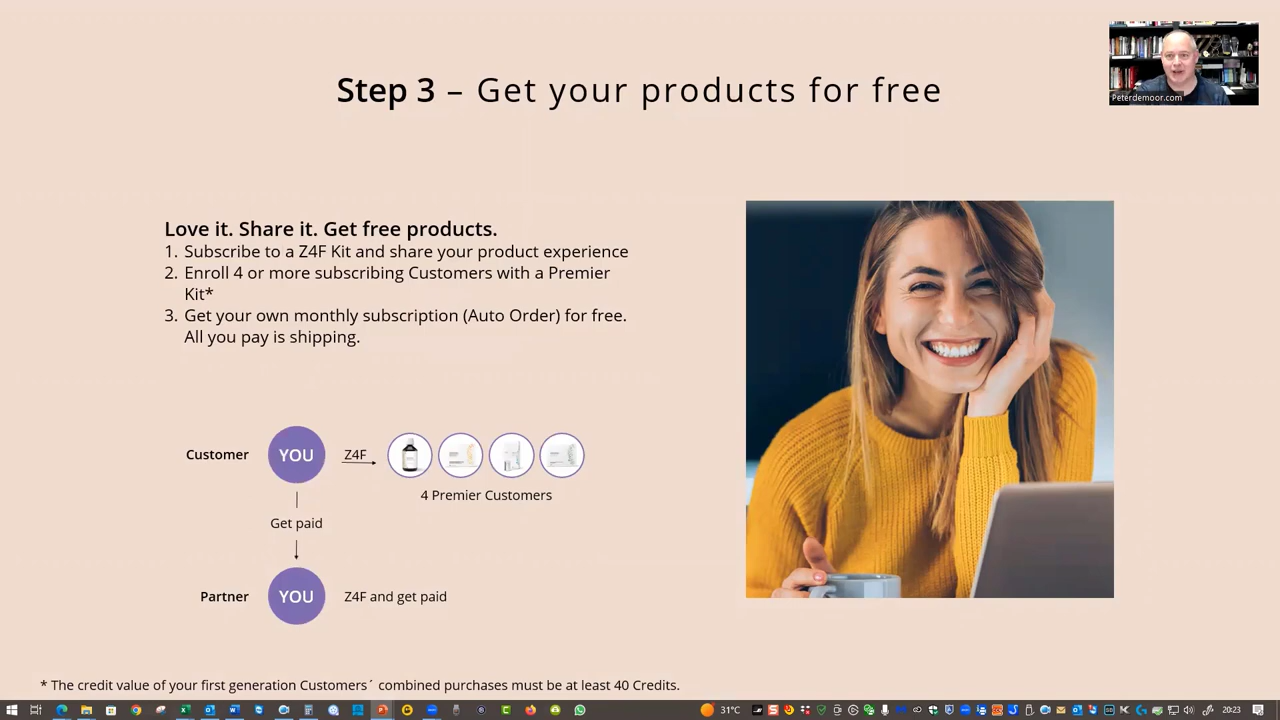 Peterdemoor.com
Step 3 – Get your products for free
Love it. Share it. Get free products.
1. Subscribe to a Z4F Kit and share your product experience
2. Enroll 4 or more subscribing Customers with a Premier
Kit*
3. Get your own monthly subscription (Auto Order) for free.
All you pay is shipping.
Customer YOU Z4F
4 Premier Customers
Get paid
Partner YOU Z4F and get paid
* The credit value of your first generation Customers´ combined purchases must be at least 40 Credits.
31°C 20:23